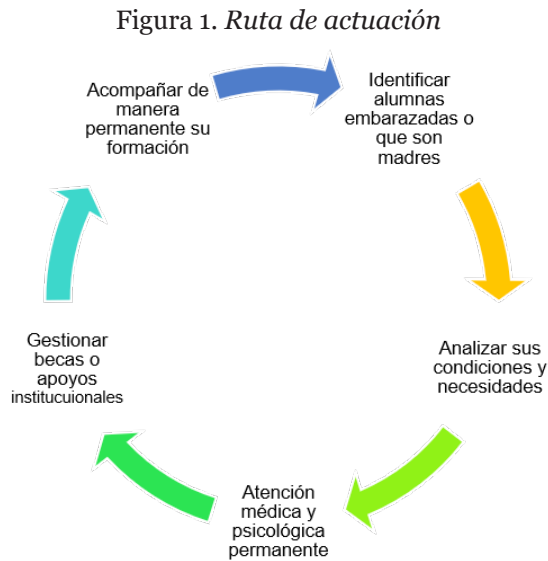 Figura 1. Ruta de actuación
Identificar
alumnas
embarazadas o
que son
madres
Analizar sus
condiciones y
necesidades
Atención
médica y
psicológica
permanente
Gestionar
becas o
apoyos
institucuionales
Acompañar de
manera
permanente su
formación